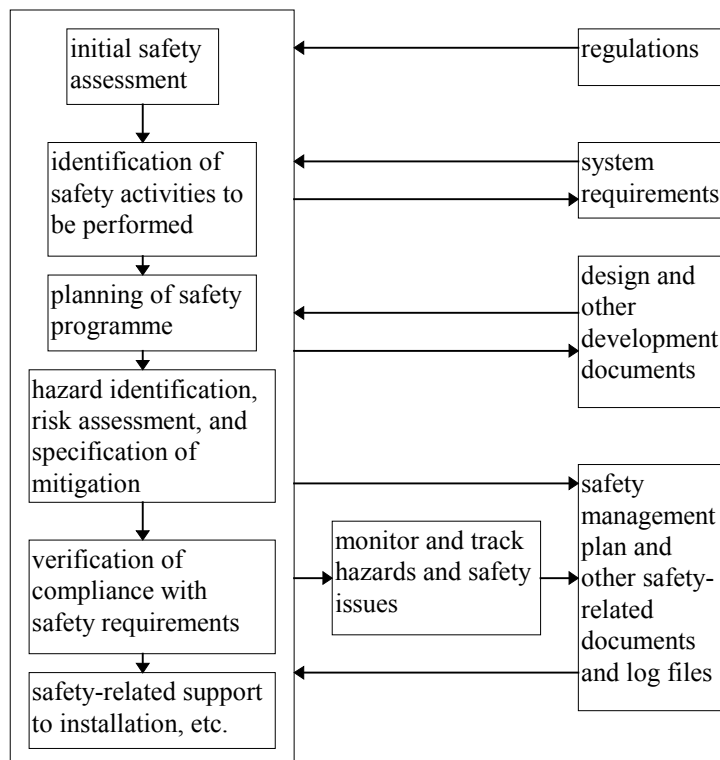 initial safety
assessment
identification of
safety activities to
be performed
planning of safety
programme
hazard identification,
risk assessment, and
specification of
mitigation
verification of
compliance with
safety requirements
safety-related support
to installation, etc.
monitor and track
hazards and safety
issues
regulations
system
requirements
design and
other
development
documents
safety
management
plan and
other safety-
related
documents
and log files